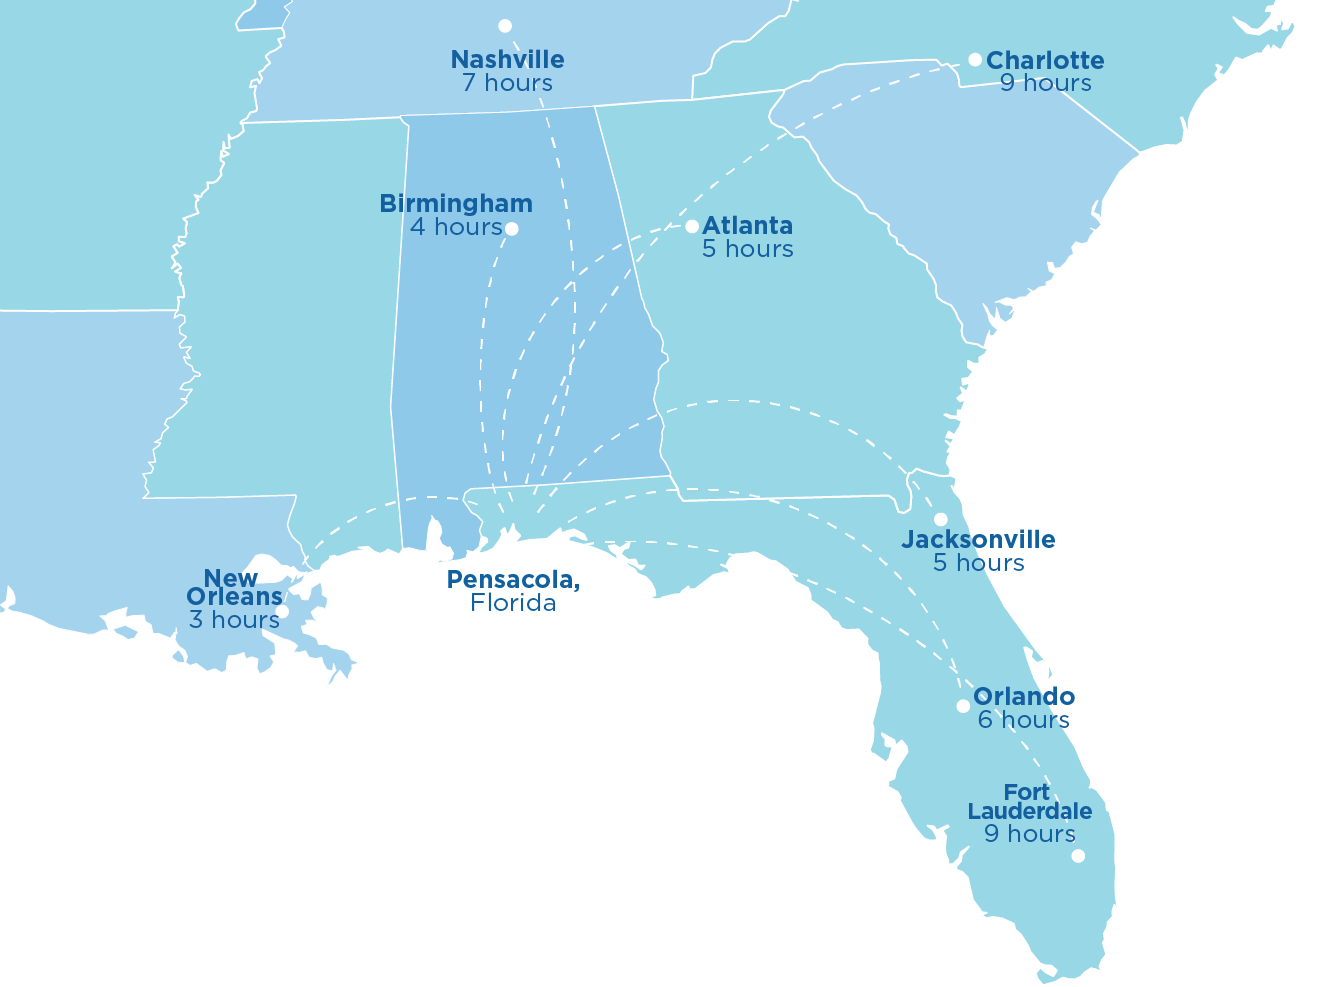 Nashville
7 hours
Charlotte
9 hours
Birmingham
4 hours
Atlanta
5 hours
Jacksonville
5 hours
New
Orleans
3 hours
Pensacola,
Florida
Orlando
6 hours
Fort
Lauderdale
9 hours